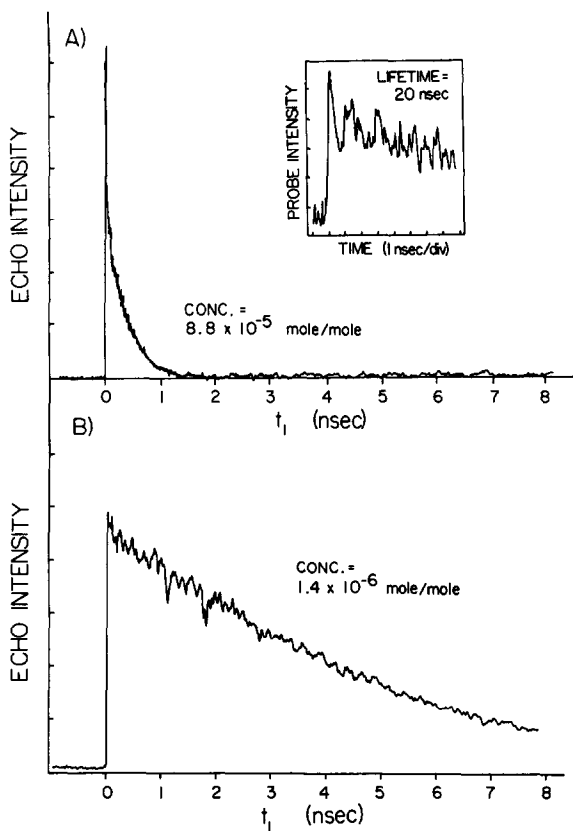 A)
ECHO INTENSITY
PROBE INTENSITY
LIFETIME =
20 nsec
TIME (1 nsec/div)
CONC. =
8.8 x 10⁻⁵ mole/mole
0 1 2 3 4 5 6 7 8
t₁ (nsec)
B)
ECHO INTENSITY
CONC. =
1.4 x 10⁻⁶ mole/mole
0 1 2 3 4 5 6 7 8
t₁ (nsec)